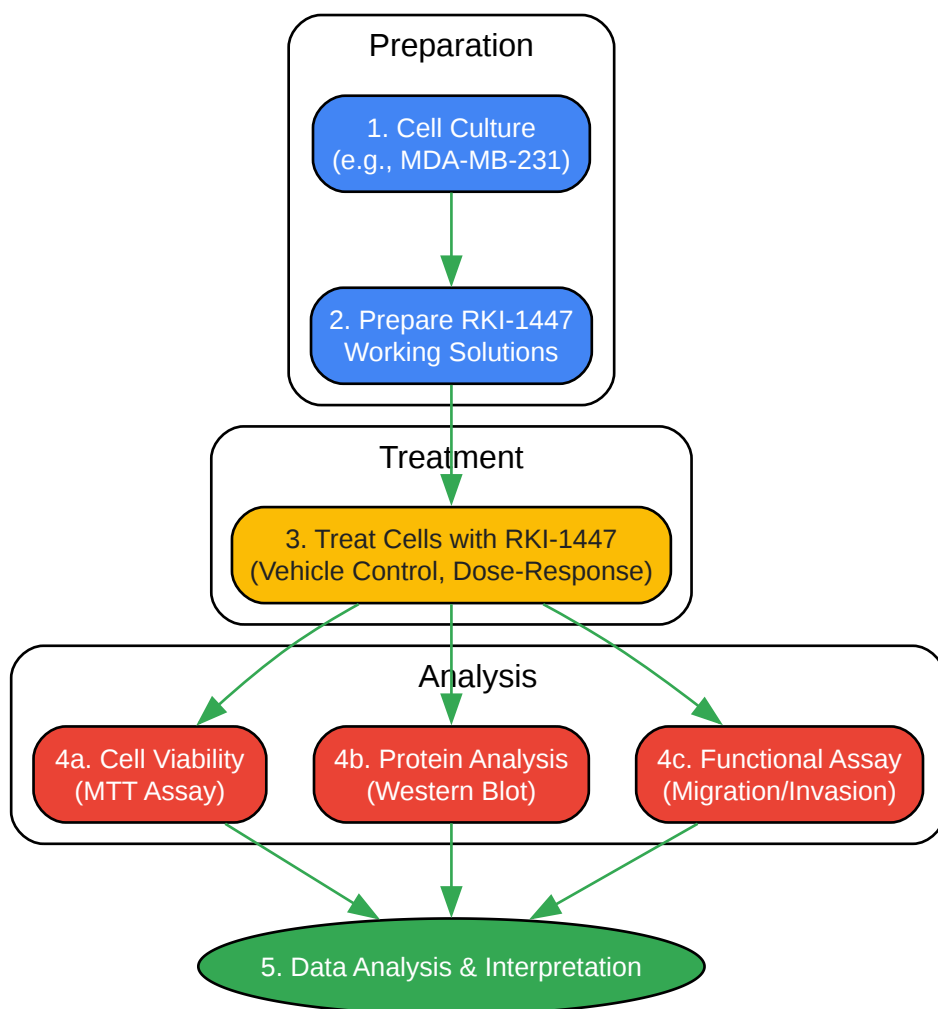 Preparation
1. Cell Culture
(e.g., MDA-MB-231)
2. Prepare RKI-1447
Working Solutions
Treatment
3. Treat Cells with RKI-1447
(Vehicle Control, Dose-Response)
Analysis
4a. Cell Viability
(MTT Assay)
4b. Protein Analysis
(Western Blot)
4c. Functional Assay
(Migration/Invasion)
5. Data Analysis & Interpretation